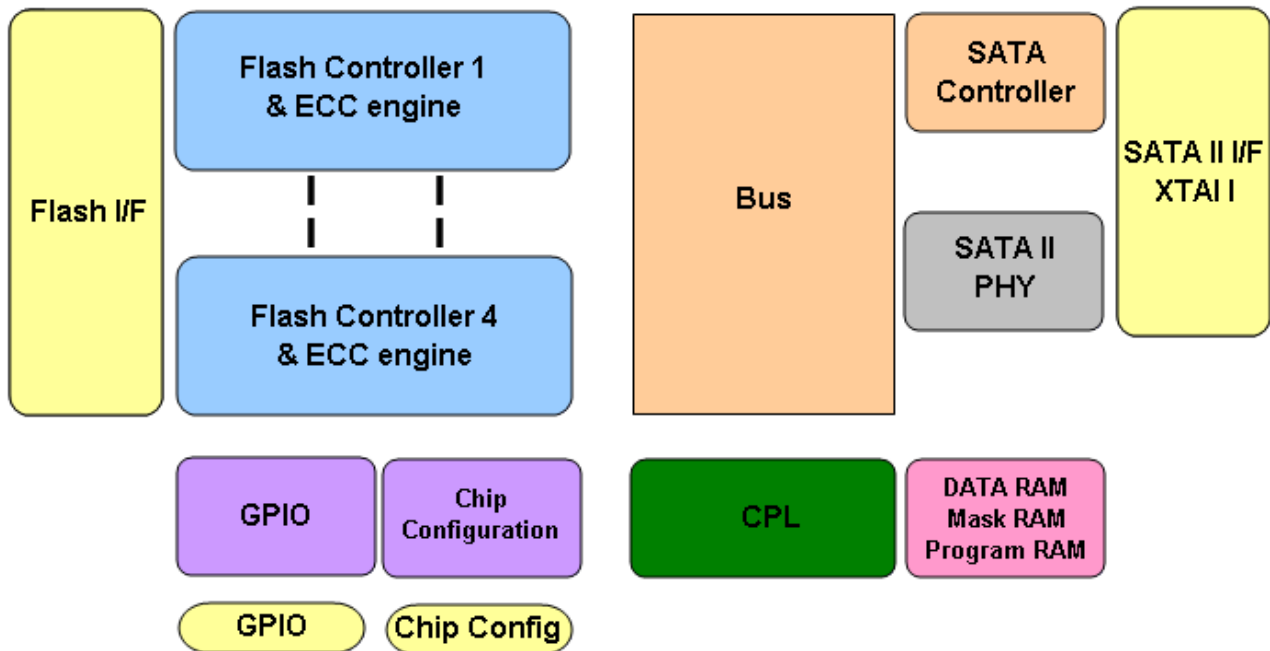 Flash I/F
Flash Controller 1
& ECC engine
Flash Controller 4
& ECC engine
Bus
SATA
Controller
SATA II
PHY
SATA II I/F
XTAI I
GPIO
Chip
Configuration
CPL
DATA RAM
Mask RAM
Program RAM
GPIO
Chip Config